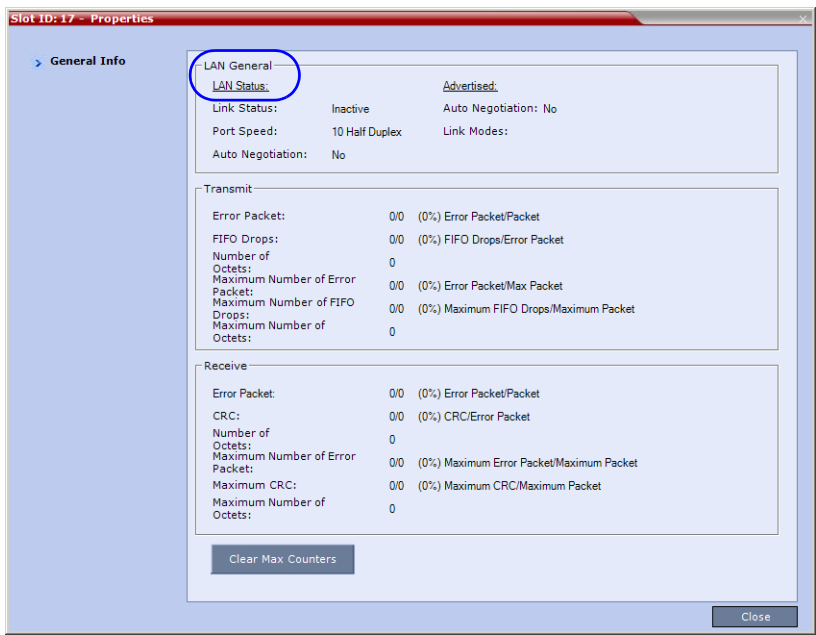 Slot ID: 17 - Properties
General Info
LAN General
LAN Status: Advertised:
Link Status: Inactive Auto Negotiation: No
Port Speed: 10 Half Duplex Link Modes:
Auto Negotiation: No
Transmit
Error Packet: 0/0 (0%) Error Packet/Packet
FIFO Drops: 0/0 (0%) FIFO Drops/Error Packet
Number of
Octets: 0
Maximum Number of Error
Packet: 0/0 (0%) Error Packet/Max Packet
Maximum Number of FIFO
Drops: 0/0 (0%) Maximum FIFO Drops/Maximum Packet
Maximum Number of
Octets: 0
Receive
Error Packet: 0/0 (0%) Error Packet/Packet
CRC: 0/0 (0%) CRC/Error Packet
Number of
Octets: 0
Maximum Number of Error
Packet: 0/0 (0%) Maximum Error Packet/Maximum Packet
Maximum CRC: 0/0 (0%) Maximum CRC/Maximum Packet
Maximum Number of
Octets: 0
Clear Max Counters
Close